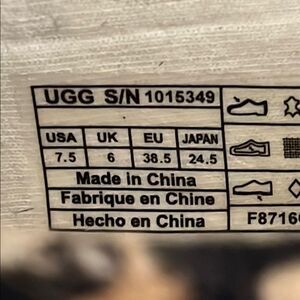 UGG S/N 1015349
USA UK EU JAPAN
7.5 6 38.5 24.5
Made in China
Fabrique en Chine
Hecho en China